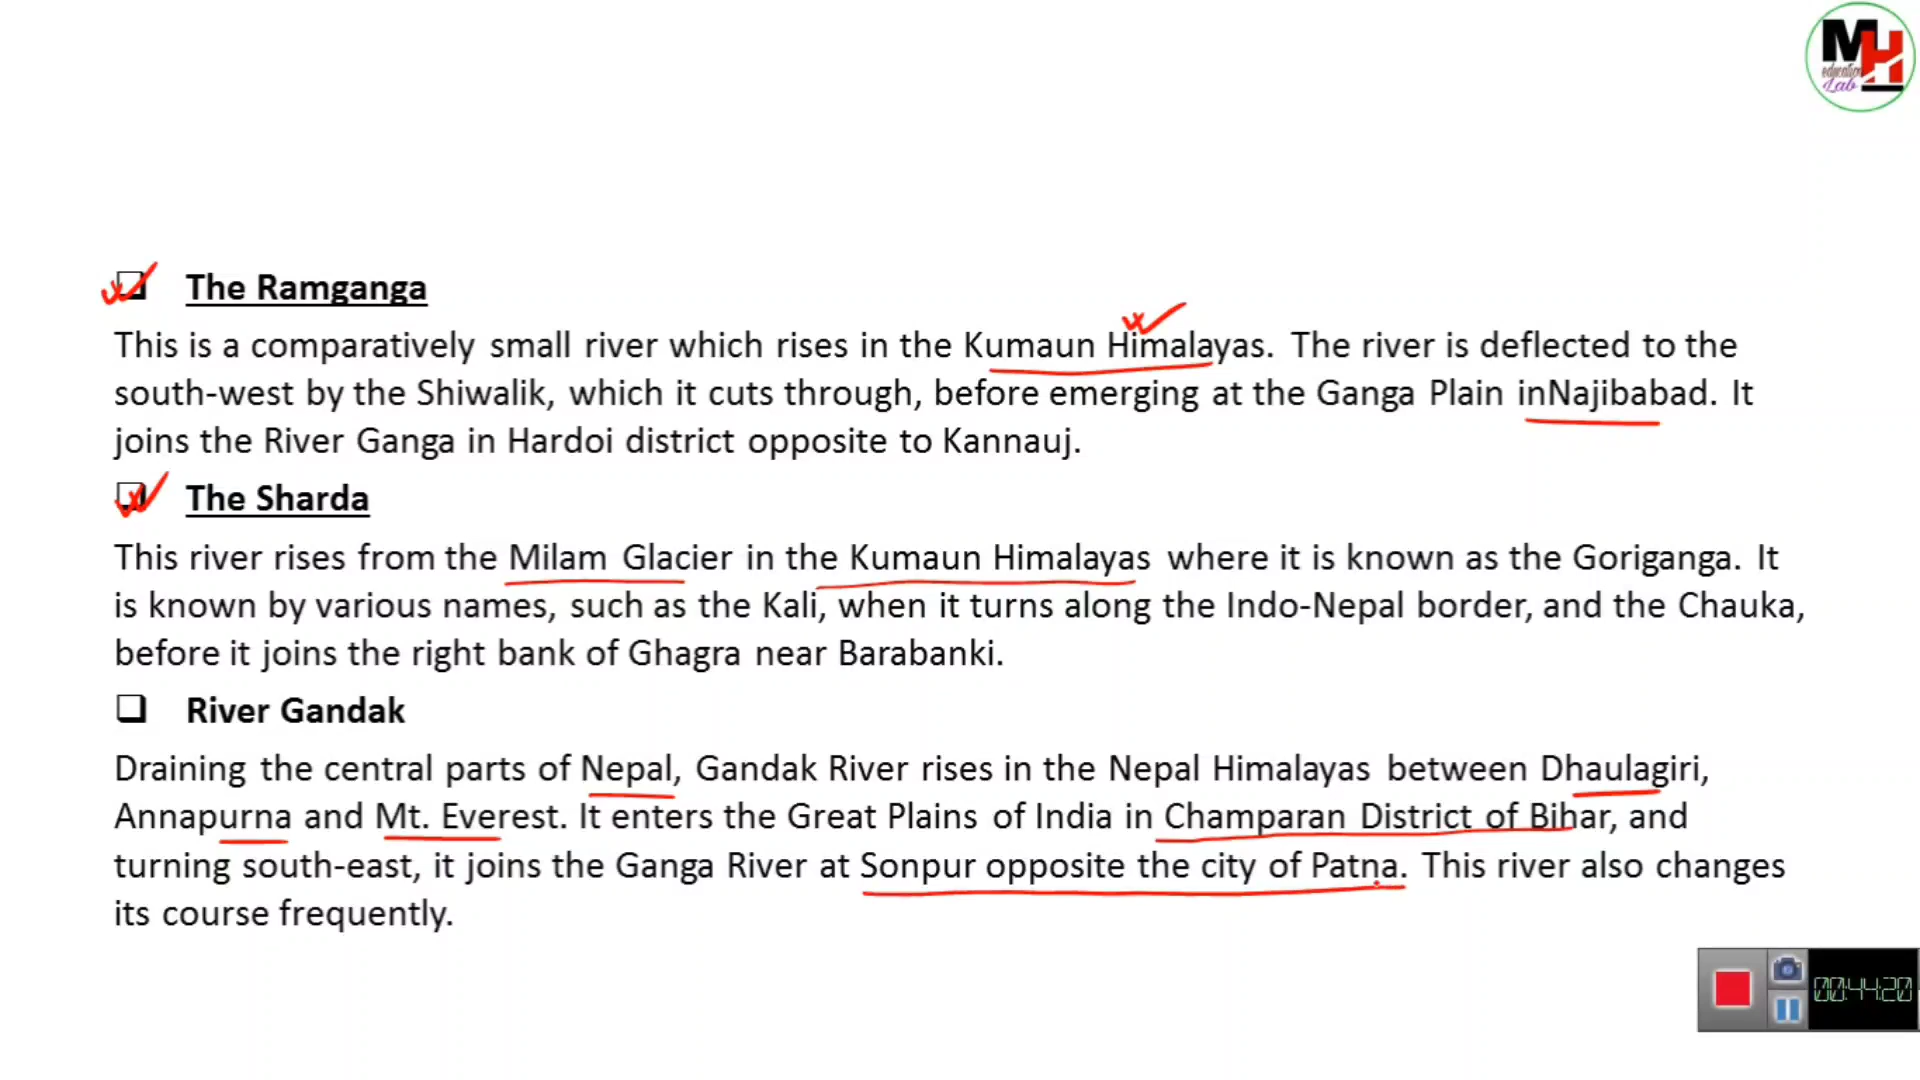 MH
education
Lab
The Ramganga
This is a comparatively small river which rises in the Kumaun Himalayas. The river is deflected to the
south-west by the Shiwalik, which it cuts through, before emerging at the Ganga Plain inNajibabad. It
joins the River Ganga in Hardoi district opposite to Kannauj.
The Sharda
This river rises from the Milam Glacier in the Kumaun Himalayas where it is known as the Goriganga. It
is known by various names, such as the Kali, when it turns along the Indo-Nepal border, and the Chauka,
before it joins the right bank of Ghagra near Barabanki.
River Gandak
Draining the central parts of Nepal, Gandak River rises in the Nepal Himalayas between Dhaulagiri,
Annapurna and Mt. Everest. It enters the Great Plains of India in Champaran District of Bihar, and
turning south-east, it joins the Ganga River at Sonpur opposite the city of Patna. This river also changes
its course frequently.
00:44:20